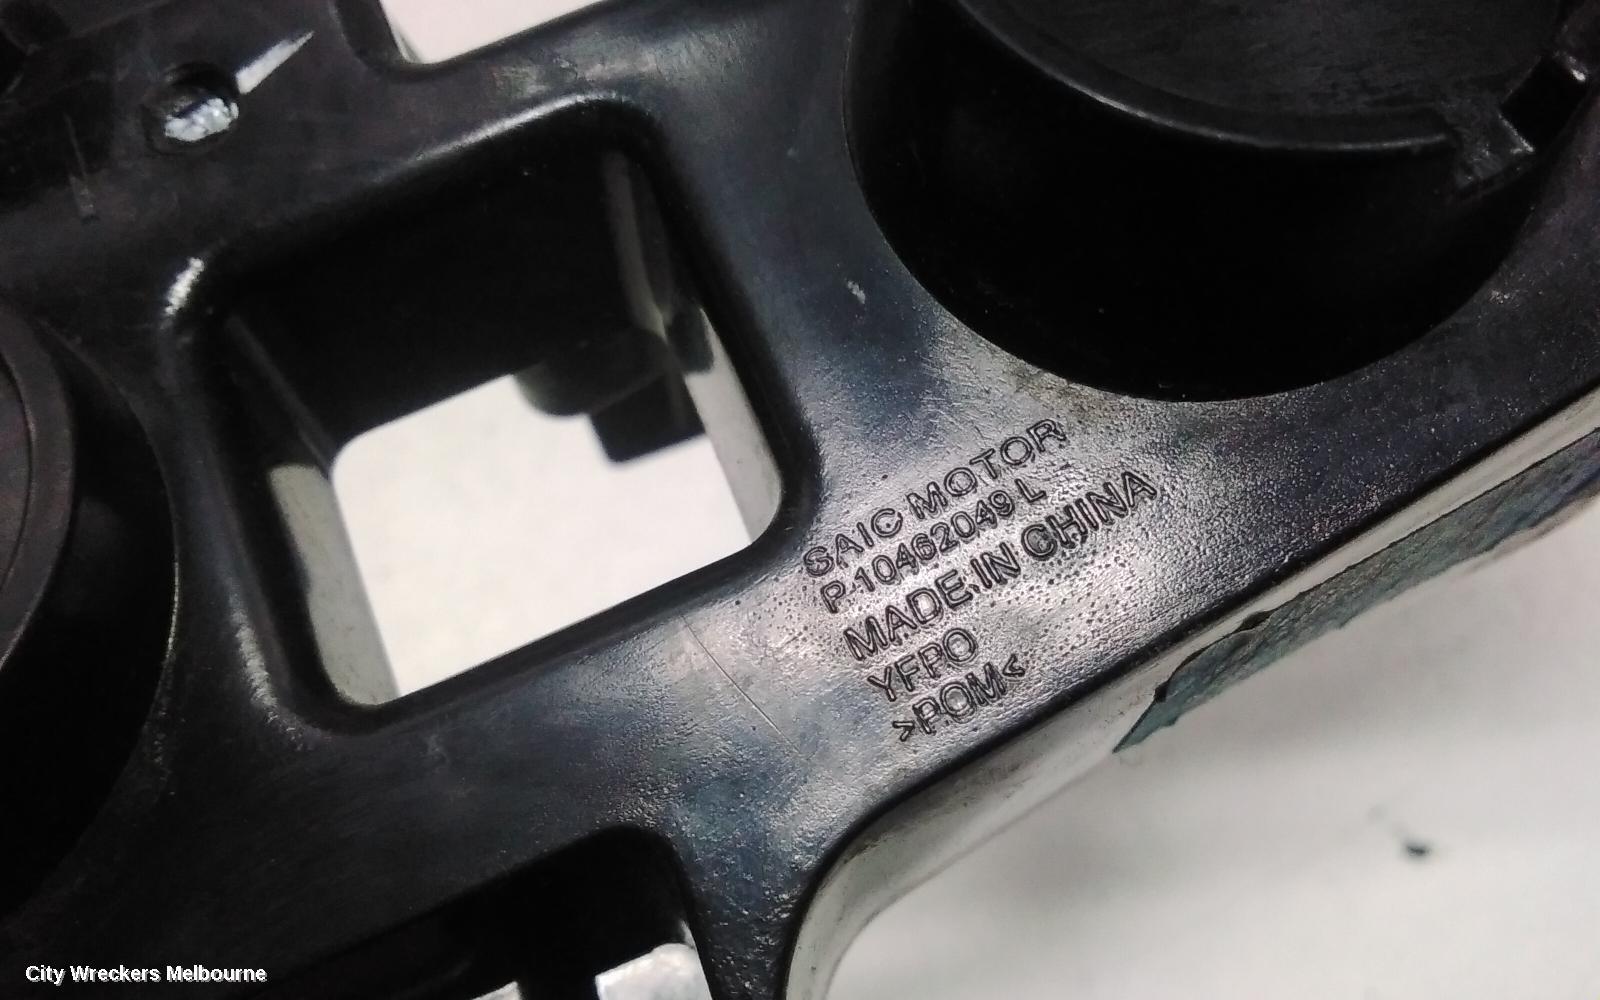 SAIC MOTOR
P-10462049 L
MADE IN CHINA
YFPO
>POM<
City Wreckers Melbourne